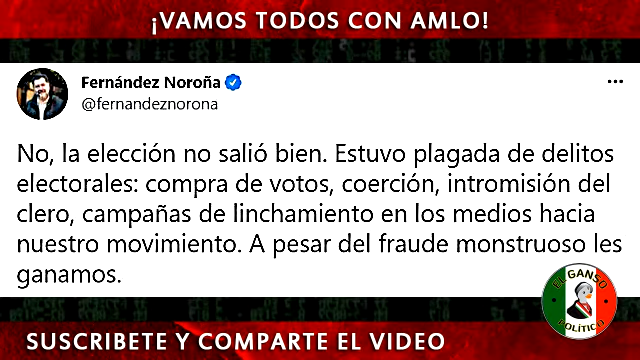 ¡VAMOS TODOS CON AMLO!
Fernández Noroña
@fernandeznorona
No, la elección no salió bien. Estuvo plagada de delitos
electorales: compra de votos, coerción, intromisión del
clero, campañas de linchamiento en los medios hacia
nuestro movimiento. A pesar del fraude monstruoso les
ganamos.
EL GANSO
POLÍTICO
SUSCRIBETE Y COMPARTE EL VIDEO